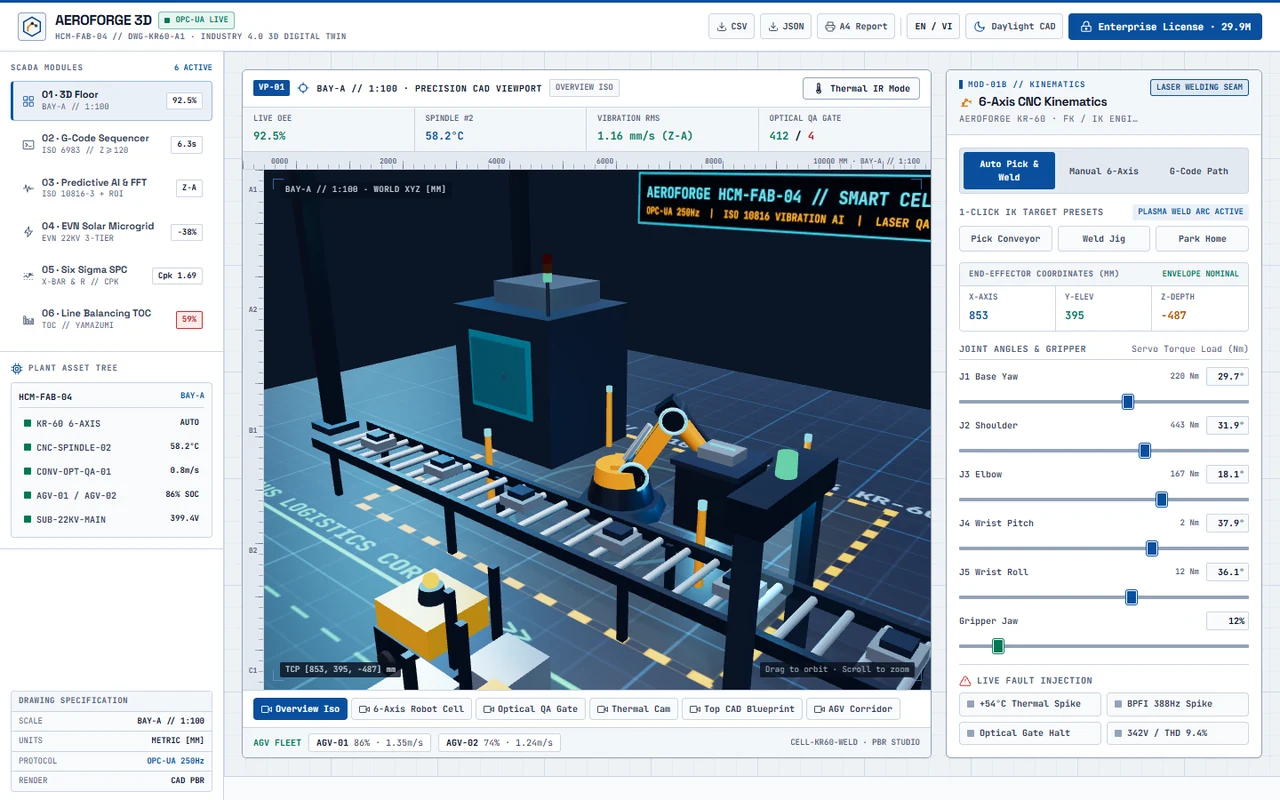 AEROFORGE 3D
OPC-UA LIVE
HCM-FAB-04 // DWG-KR60-A1 · INDUSTRY 4.0 3D DIGITAL TWIN
CSV
JSON
A4 Report
EN / VI
Daylight CAD
Enterprise License · 29.9M
SCADA MODULES
6 ACTIVE
01 · 3D Floor
BAY-A // 1:100
92.5%
02 · G-Code Sequencer
ISO 6983 // Z≥120
6.3s
03 · Predictive AI & FFT
ISO 10816-3 + ROI
Z-A
04 · EVN Solar Microgrid
EVN 22KV 3-TIER
-38%
05 · Six Sigma SPC
X-BAR & R // CPK
Cpk 1.69
06 · Line Balancing TOC
TOC // YAMAZUMI
59%
PLANT ASSET TREE
HCM-FAB-04
BAY-A
KR-60 6-AXIS
AUTO
CNC-SPINDLE-02
58.2°C
CONV-OPT-QA-01
0.8m/s
AGV-01 / AGV-02
86% SOC
SUB-22KV-MAIN
399.4V
DRAWING SPECIFICATION
SCALE
BAY-A // 1:100
UNITS
METRIC [MM]
PROTOCOL
OPC-UA 250Hz
RENDER
CAD PBR
VP-01
BAY-A // 1:100 · PRECISION CAD VIEWPORT
OVERVIEW ISO
Thermal IR Mode
LIVE OEE
92.5%
SPINDLE #2
58.2°C
VIBRATION RMS
1.16 mm/s (Z-A)
OPTICAL QA GATE
412 / 4
0000
2000
4000
6000
8000
10000 MM · BAY-A // 1:100
A1
A2
B1
B2
C1
BAY-A // 1:100 · WORLD XYZ [MM]
AEROFORGE HCM-FAB-04 // SMART CEL
OPC-UA 250Hz | ISO 10816 VIBRATION AI | LASER QA
US LOGISTICS COR
KR-60
TCP [853, 395, -487] mm
Drag to orbit · Scroll to zoom
Overview Iso
6-Axis Robot Cell
Optical QA Gate
Thermal Cam
Top CAD Blueprint
AGV Corridor
AGV FLEET
AGV-01 86% · 1.35m/s
AGV-02 74% · 1.24m/s
CELL-KR60-WELD · PBR STUDIO
MOD-01B // KINEMATICS
LASER WELDING SEAM
6-Axis CNC Kinematics
AEROFORGE KR-60 · FK / IK ENGI…
Auto Pick & Weld
Manual 6-Axis
G-Code Path
1-CLICK IK TARGET PRESETS
PLASMA WELD ARC ACTIVE
Pick Conveyor
Weld Jig
Park Home
END-EFFECTOR COORDINATES (MM)
ENVELOPE NOMINAL
X-AXIS
853
Y-ELEV
395
Z-DEPTH
-487
JOINT ANGLES & GRIPPER
Servo Torque Load (Nm)
J1 Base Yaw
220 Nm
29.7°
J2 Shoulder
443 Nm
31.9°
J3 Elbow
167 Nm
18.1°
J4 Wrist Pitch
2 Nm
37.9°
J5 Wrist Roll
12 Nm
36.1°
Gripper Jaw
12%
LIVE FAULT INJECTION
+54°C Thermal Spike
BPFI 388Hz Spike
Optical Gate Halt
342V / THD 9.4%